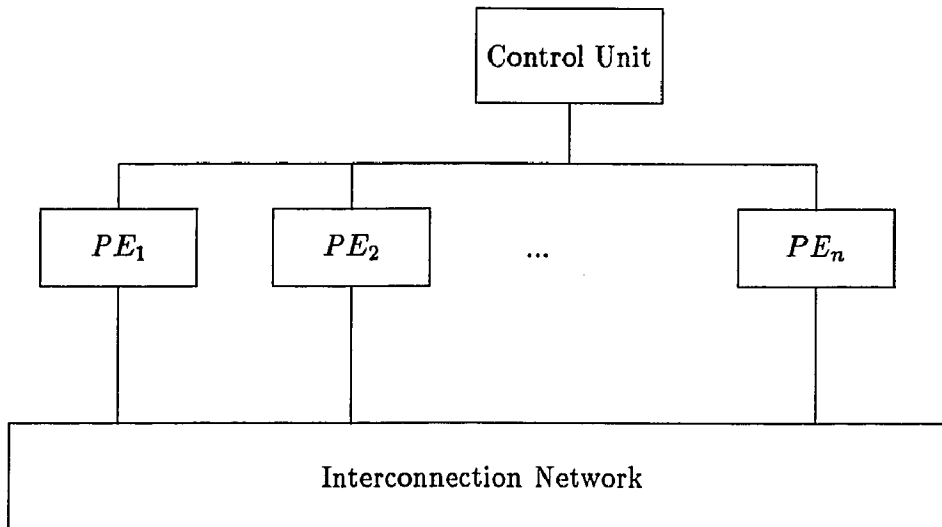 Control Unit
PE₁
PE₂
...
PEₙ
Interconnection Network